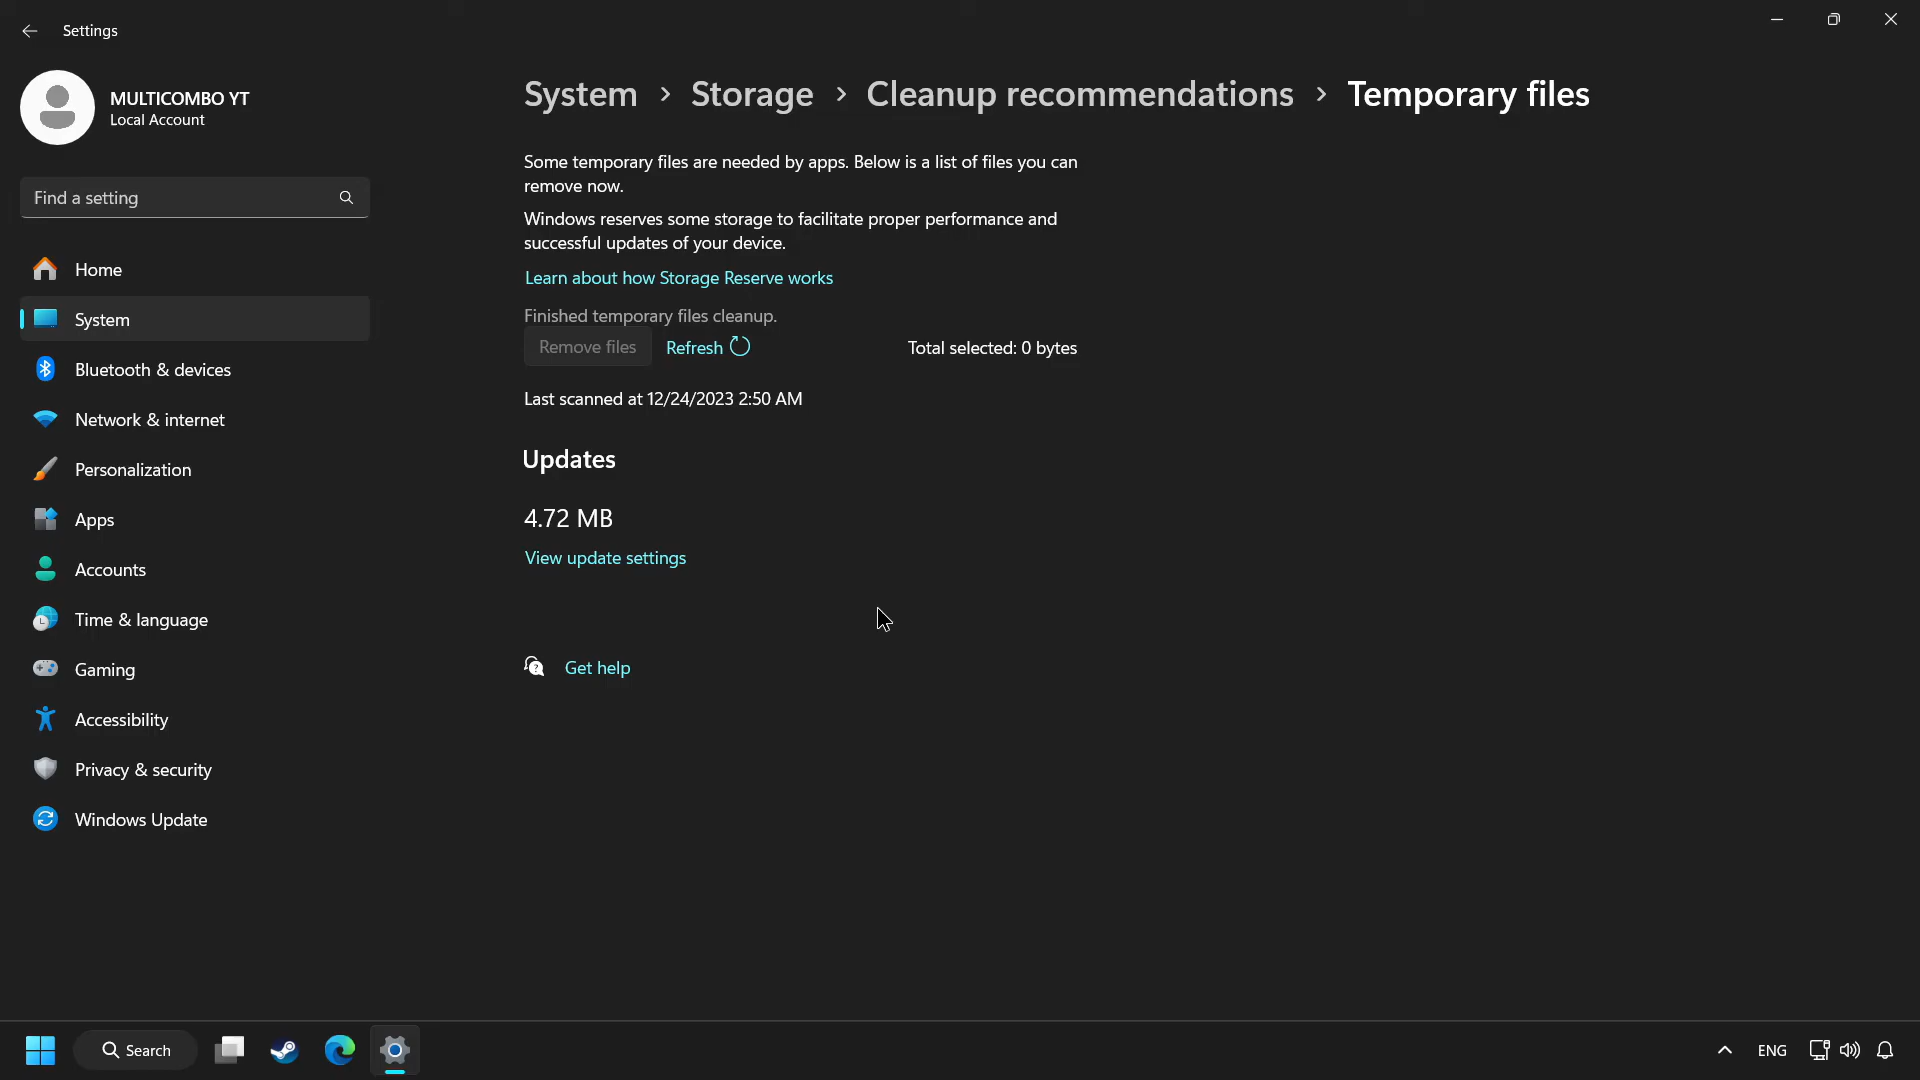 Settings
MULTICOMBO YT
Local Account
Find a setting
Home
System
Bluetooth & devices
Network & internet
Personalization
Apps
Accounts
Time & language
Gaming
Accessibility
Privacy & security
Windows Update
System > Storage > Cleanup recommendations > Temporary files
Some temporary files are needed by apps. Below is a list of files you can
remove now.
Windows reserves some storage to facilitate proper performance and
successful updates of your device.
Learn about how Storage Reserve works
Finished temporary files cleanup.
Remove files Refresh Total selected: 0 bytes
Last scanned at 12/24/2023 2:50 AM
Updates
4.72 MB
View update settings
Get help
Search
ENG